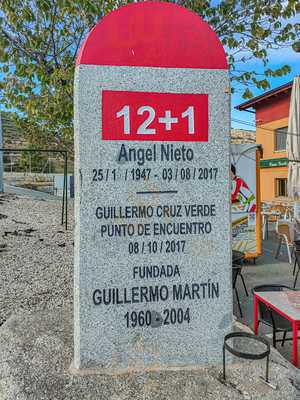 12+1
Ángel Nieto
25/1 /1947 - 03/08/2017
GUILLERMO CRUZ VERDE
PUNTO DE ENCUENTRO
08/10/2017
FUNDADA
GUILLERMO MARTÍN
1960-2004